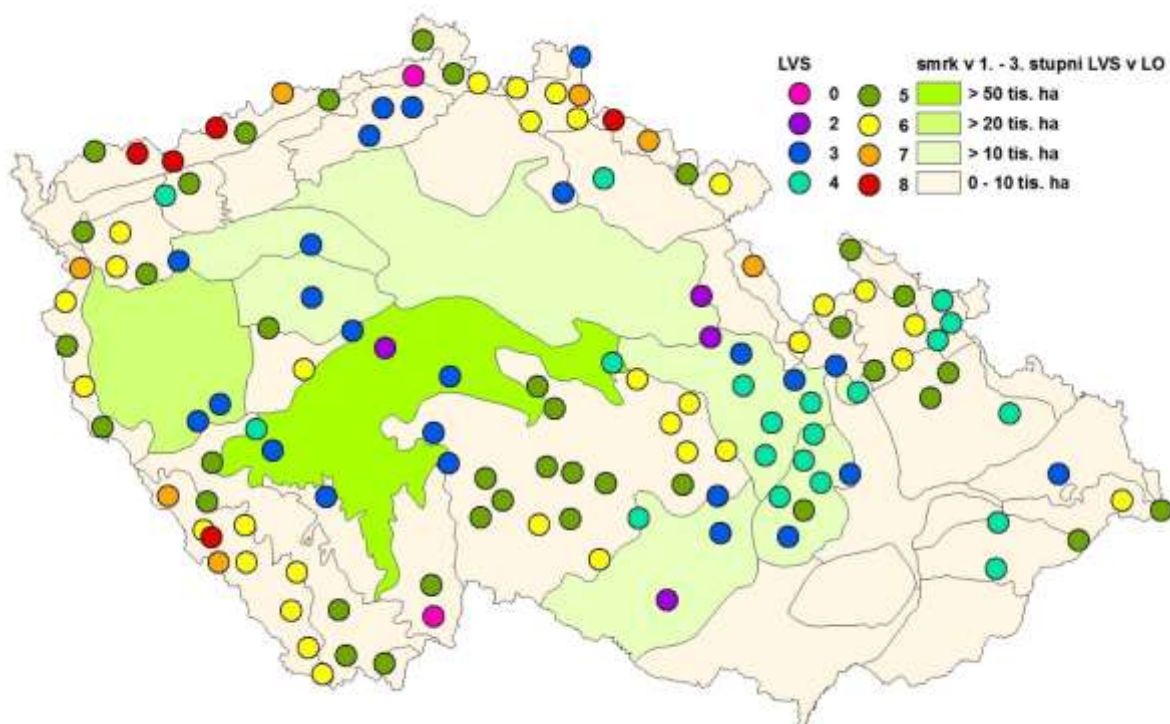 LVS smrk v 1. - 3. stupni LVS v LO
0 5 > 50 tis. ha
2 6 > 20 tis. ha
3 7 > 10 tis. ha
4 8 0 - 10 tis. ha